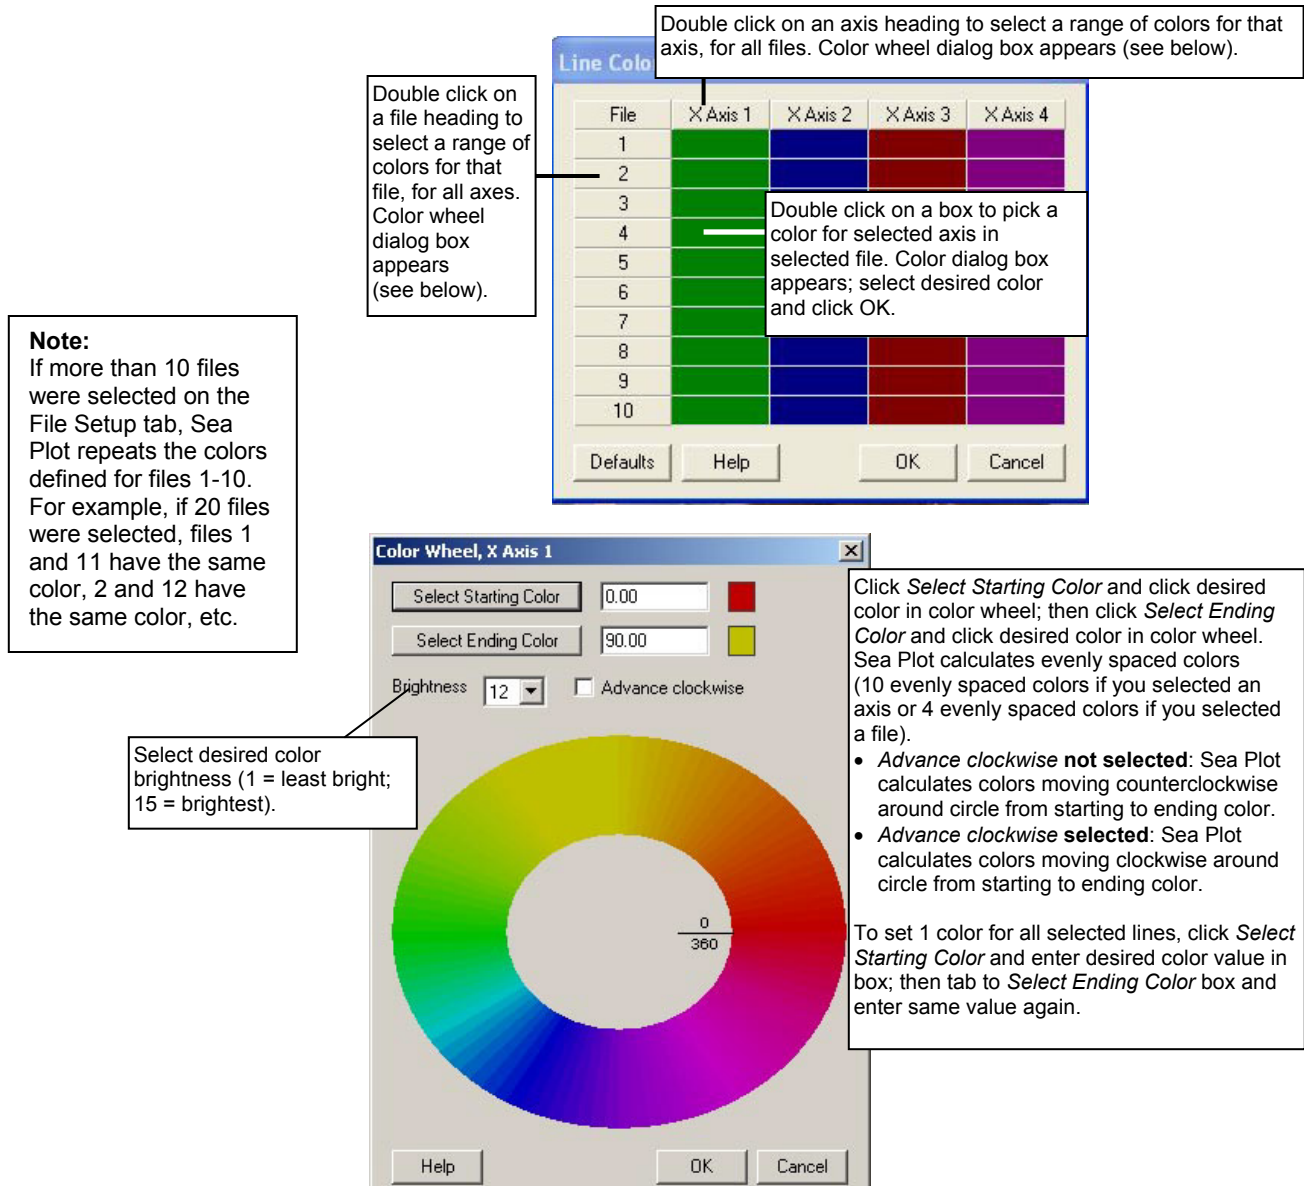 Double click on an axis heading to select a range of colors for that
axis, for all files. Color wheel dialog box appears (see below).
Line Colo
Double click on
a file heading to
select a range of
colors for that
file, for all axes.
Color wheel
dialog box
appears
(see below).
File X Axis 1 X Axis 2 X Axis 3 X Axis 4
1
2
3
4
5
6
7
8
9
10
Double click on a box to pick a
color for selected axis in
selected file. Color dialog box
appears; select desired color
and click OK.
Defaults Help OK Cancel
Note:
If more than 10 files
were selected on the
File Setup tab, Sea
Plot repeats the colors
defined for files 1-10.
For example, if 20 files
were selected, files 1
and 11 have the same
color, 2 and 12 have
the same color, etc.
Color Wheel, X Axis 1
Select Starting Color 0.00
Select Ending Color 90.00
Brightness 12 Advance clockwise
Select desired color
brightness (1 = least bright;
15 = brightest).
0
360
Help OK Cancel
Click Select Starting Color and click desired
color in color wheel; then click Select Ending
Color and click desired color in color wheel.
Sea Plot calculates evenly spaced colors
(10 evenly spaced colors if you selected an
axis or 4 evenly spaced colors if you selected
a file).
• Advance clockwise not selected: Sea Plot
calculates colors moving counterclockwise
around circle from starting to ending color.
• Advance clockwise selected: Sea Plot
calculates colors moving clockwise around
circle from starting to ending color.
To set 1 color for all selected lines, click Select
Starting Color and enter desired color value in
box; then tab to Select Ending Color box and
enter same value again.